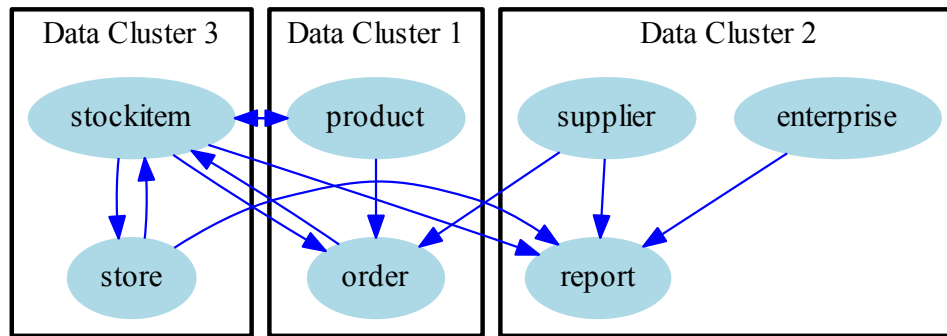 Data Cluster 3
Data Cluster 1
Data Cluster 2
stockitem
product
supplier
enterprise
store
order
report